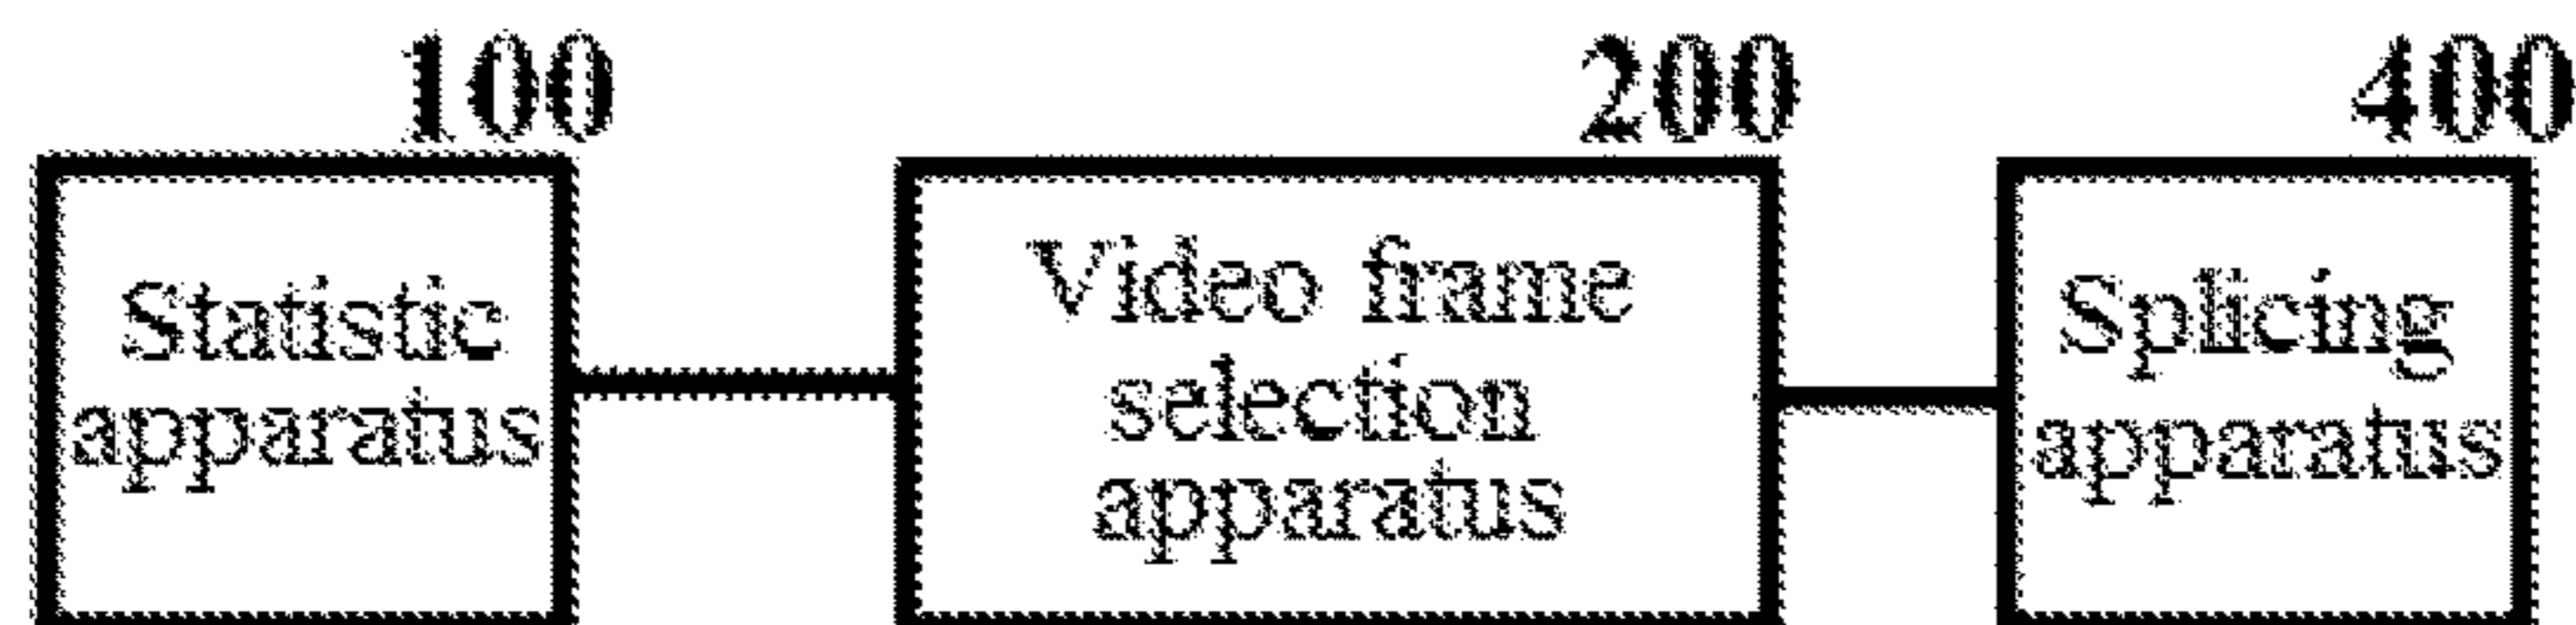 100
200
400
Statistic
apparatus
Video frame
selection
apparatus
Splicing
apparatus